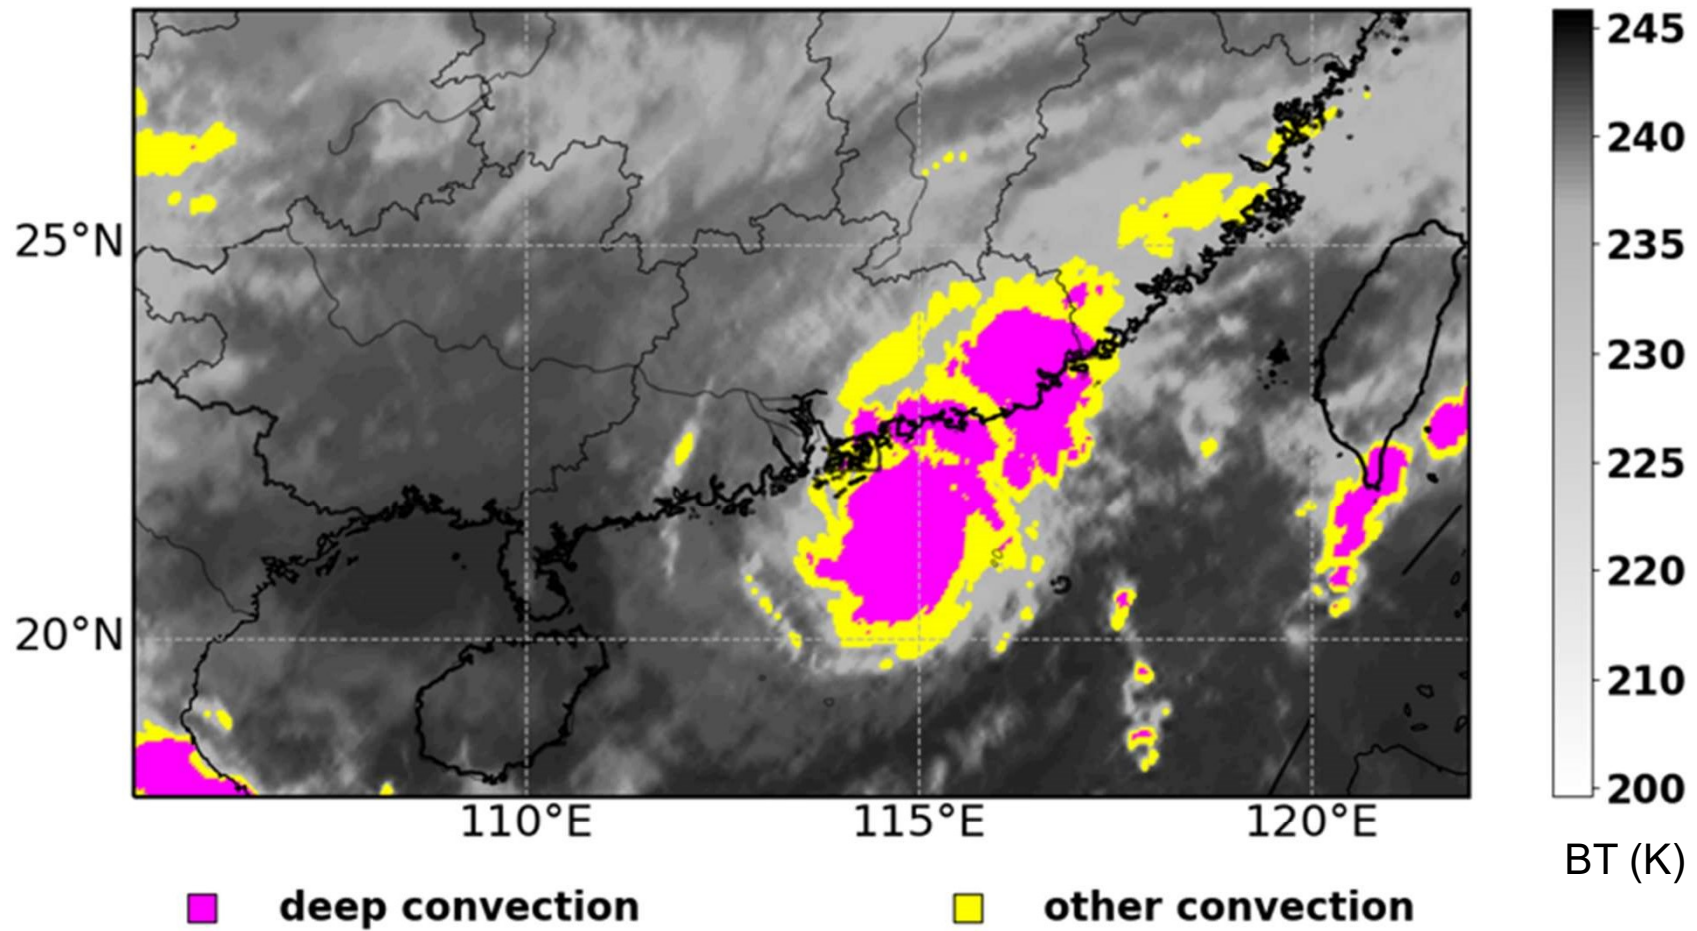 25°N
20°N
110°E
115°E
120°E
245
240
235
230
225
220
210
200
BT (K)
deep convection
other convection